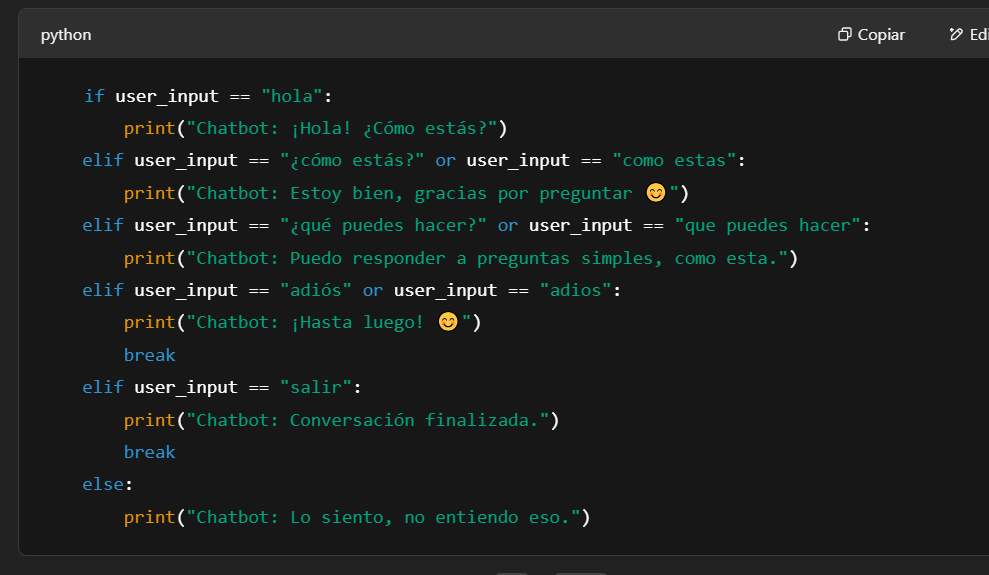 python Copiar Edi
if user_input == "hola":
print("Chatbot: ¡Hola! ¿Cómo estás?")
elif user_input == "¿cómo estás?" or user_input == "como estas":
print("Chatbot: Estoy bien, gracias por preguntar 😊")
elif user_input == "¿qué puedes hacer?" or user_input == "que puedes hacer":
print("Chatbot: Puedo responder a preguntas simples, como esta.")
elif user_input == "adiós" or user_input == "adios":
print("Chatbot: ¡Hasta luego! 😊")
break
elif user_input == "salir":
print("Chatbot: Conversación finalizada.")
break
else:
print("Chatbot: Lo siento, no entiendo eso.")